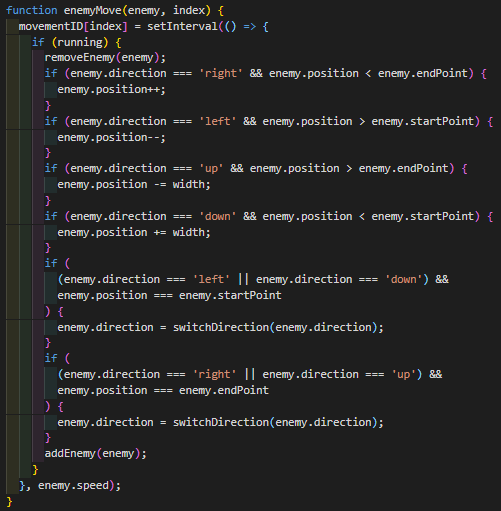 function enemyMove(enemy, index) {
  movementID[index] = setInterval(() => {
    if (running) {
      removeEnemy(enemy);
      if (enemy.direction === 'right' && enemy.position < enemy.endPoint) {
        enemy.position++;
      }
      if (enemy.direction === 'left' && enemy.position > enemy.startPoint) {
        enemy.position--;
      }
      if (enemy.direction === 'up' && enemy.position > enemy.endPoint) {
        enemy.position -= width;
      }
      if (enemy.direction === 'down' && enemy.position < enemy.startPoint) {
        enemy.position += width;
      }
      if (
        (enemy.direction === 'left' || enemy.direction === 'down') &&
        enemy.position === enemy.startPoint
      ) {
        enemy.direction = switchDirection(enemy.direction);
      }
      if (
        (enemy.direction === 'right' || enemy.direction === 'up') &&
        enemy.position === enemy.endPoint
      ) {
        enemy.direction = switchDirection(enemy.direction);
      }
      addEnemy(enemy);
    }
  }, enemy.speed);
}